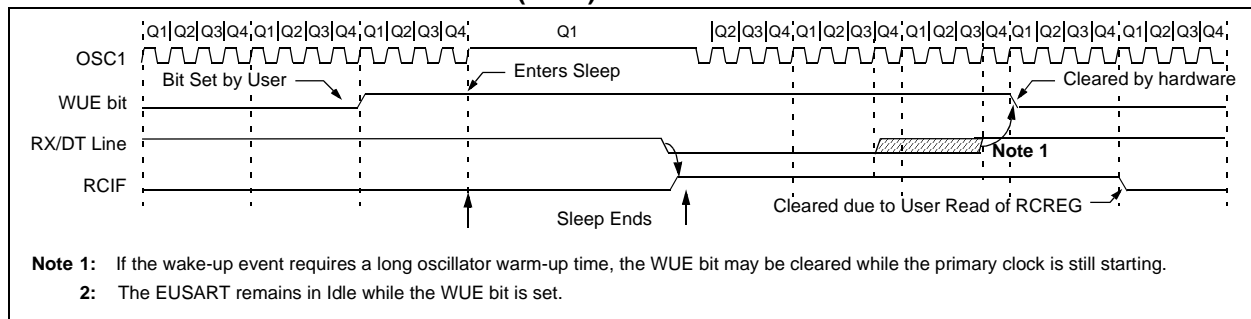 Q1 Q2 Q3 Q4 Q1 Q2 Q3 Q4 Q1 Q2 Q3 Q4 Q1 Q2 Q3 Q4 Q1 Q2 Q3 Q4 Q1 Q2 Q3 Q4 Q1 Q2 Q3 Q4 Q1 Q2 Q3 Q4
OSC1
Bit Set by User
Enters Sleep
Cleared by hardware
WUE bit
RX/DT Line
Note 1
RCIF
Cleared due to User Read of RCREG
Sleep Ends
Note 1: If the wake-up event requires a long oscillator warm-up time, the WUE bit may be cleared while the primary clock is still starting.
2: The EUSART remains in Idle while the WUE bit is set.